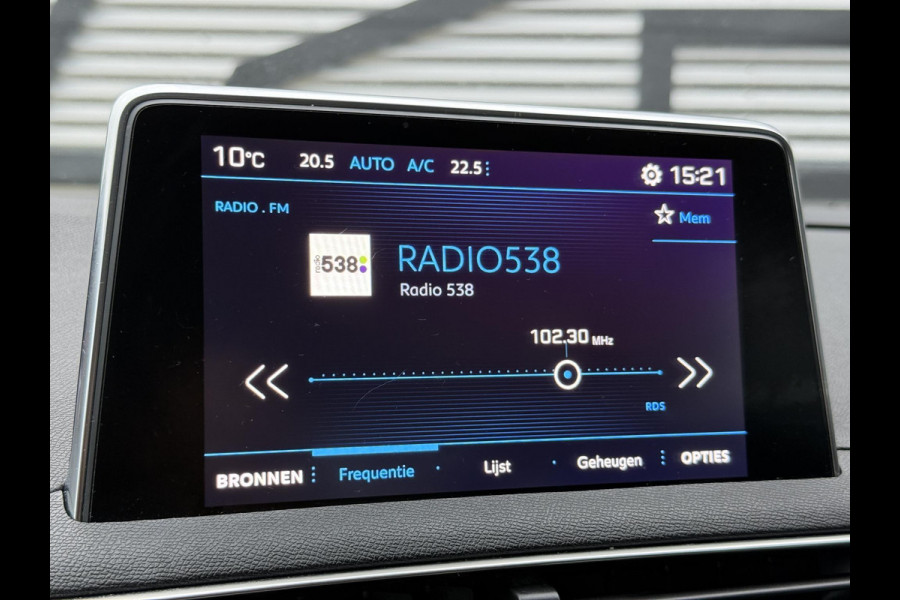 10°C 20.5 AUTO A/C 22.5 15:21
RADIO . FM
Mem
radio 538
RADIO538
Radio 538
102.30 MHz
RDS
BRONNEN Frequentie Lijst Geheugen OPTIES